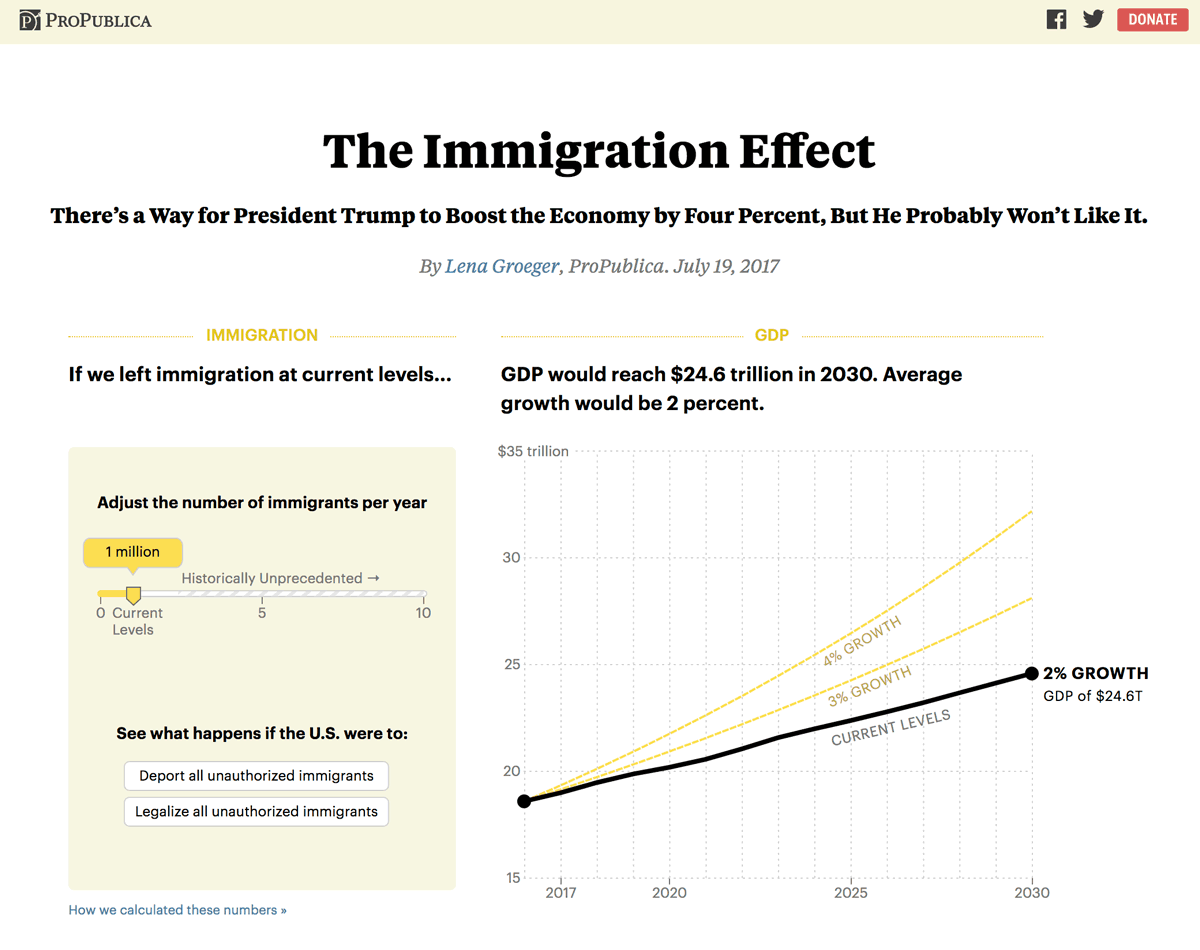 ProPublica
DONATE
The Immigration Effect
There's a Way for President Trump to Boost the Economy by Four Percent, But He Probably Won't Like It.
By Lena Groeger, ProPublica. July 19, 2017
IMMIGRATION
If we left immigration at current levels...
Adjust the number of immigrants per year
1 million
Historically Unprecedented →
0 Current Levels
5
10
See what happens if the U.S. were to:
Deport all unauthorized immigrants
Legalize all unauthorized immigrants
How we calculated these numbers »
GDP
GDP would reach $24.6 trillion in 2030. Average
growth would be 2 percent.
$35 trillion
30
25
20
15
4% GROWTH
3% GROWTH
CURRENT LEVELS
2% GROWTH
GDP of $24.6T
2017
2020
2025
2030